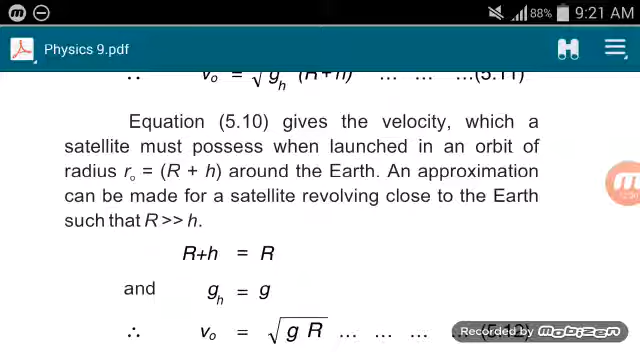 88% 9:21 AM
Physics 9.pdf
∴ vₒ = √gₕ (R+h) ... ... ...(5.11)
Equation (5.10) gives the velocity, which a
satellite must possess when launched in an orbit of
radius rₒ = (R + h) around the Earth. An approximation
can be made for a satellite revolving close to the Earth
such that R >> h.
R+h = R
and gₕ = g
∴ vₒ = √g R ... ... ... ... (5.12)
Recorded by mobizen